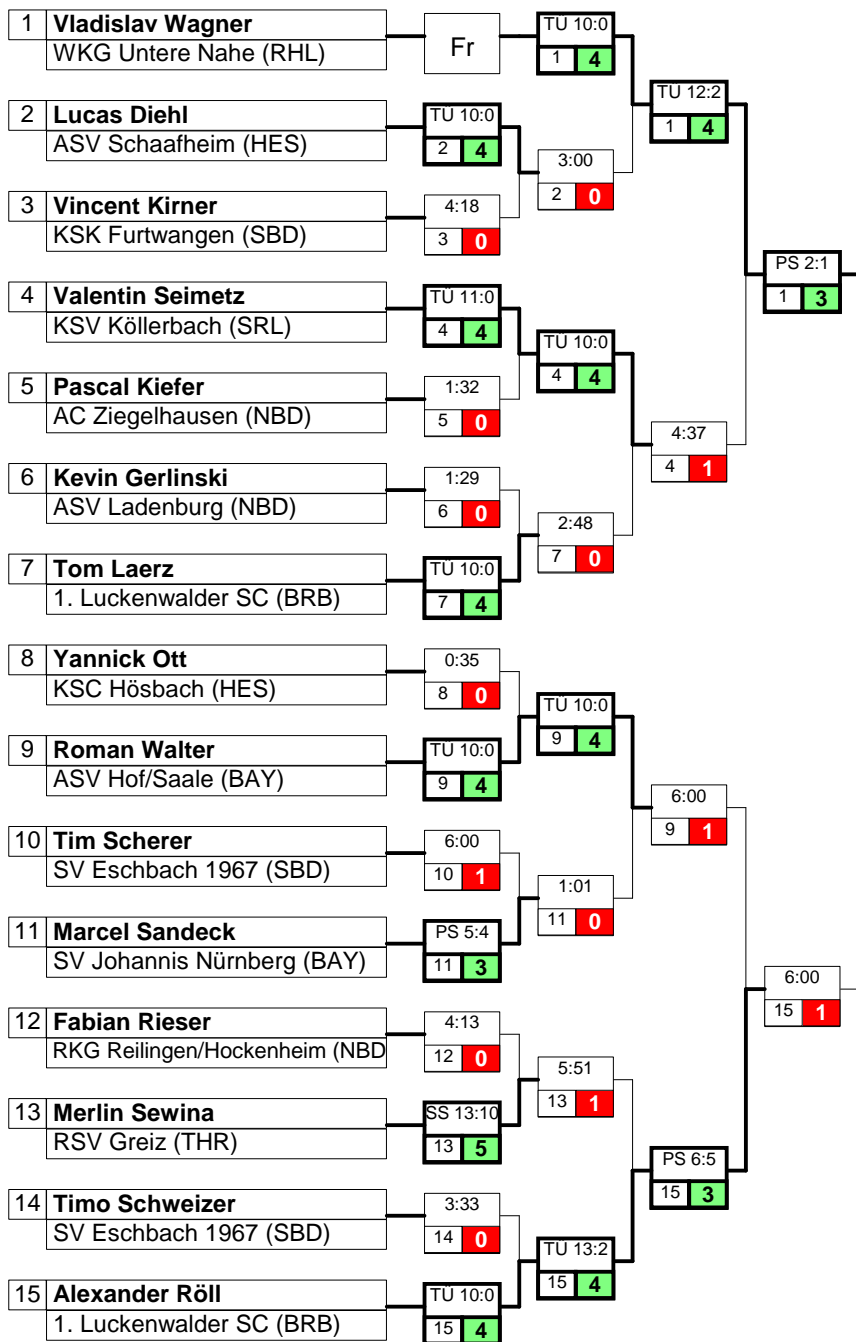 1 Vladislav Wagner
WKG Untere Nahe (RHL)
Fr
TÜ 10:0
1 4
TÜ 12:2
1 4
2 Lucas Diehl
ASV Schaafheim (HES)
TÜ 10:0
2 4
3:00
2 0
3 Vincent Kirner
KSK Furtwangen (SBD)
4:18
3 0
PS 2:1
1 3
4 Valentin Seimetz
KSV Köllerbach (SRL)
TÜ 11:0
4 4
TÜ 10:0
4 4
5 Pascal Kiefer
AC Ziegelhausen (NBD)
1:32
5 0
4:37
4 1
6 Kevin Gerlinski
ASV Ladenburg (NBD)
1:29
6 0
2:48
7 0
7 Tom Laerz
1. Luckenwalder SC (BRB)
TÜ 10:0
7 4
8 Yannick Ott
KSC Hösbach (HES)
0:35
8 0
TÜ 10:0
9 4
9 Roman Walter
ASV Hof/Saale (BAY)
TÜ 10:0
9 4
6:00
9 1
10 Tim Scherer
SV Eschbach 1967 (SBD)
6:00
10 1
1:01
11 0
11 Marcel Sandeck
SV Johannis Nürnberg (BAY)
PS 5:4
11 3
6:00
15 1
12 Fabian Rieser
RKG Reilingen/Hockenheim (NBD
4:13
12 0
5:51
13 1
13 Merlin Sewina
RSV Greiz (THR)
SS 13:10
13 5
PS 6:5
15 3
14 Timo Schweizer
SV Eschbach 1967 (SBD)
3:33
14 0
TÜ 13:2
15 4
15 Alexander Röll
1. Luckenwalder SC (BRB)
TÜ 10:0
15 4